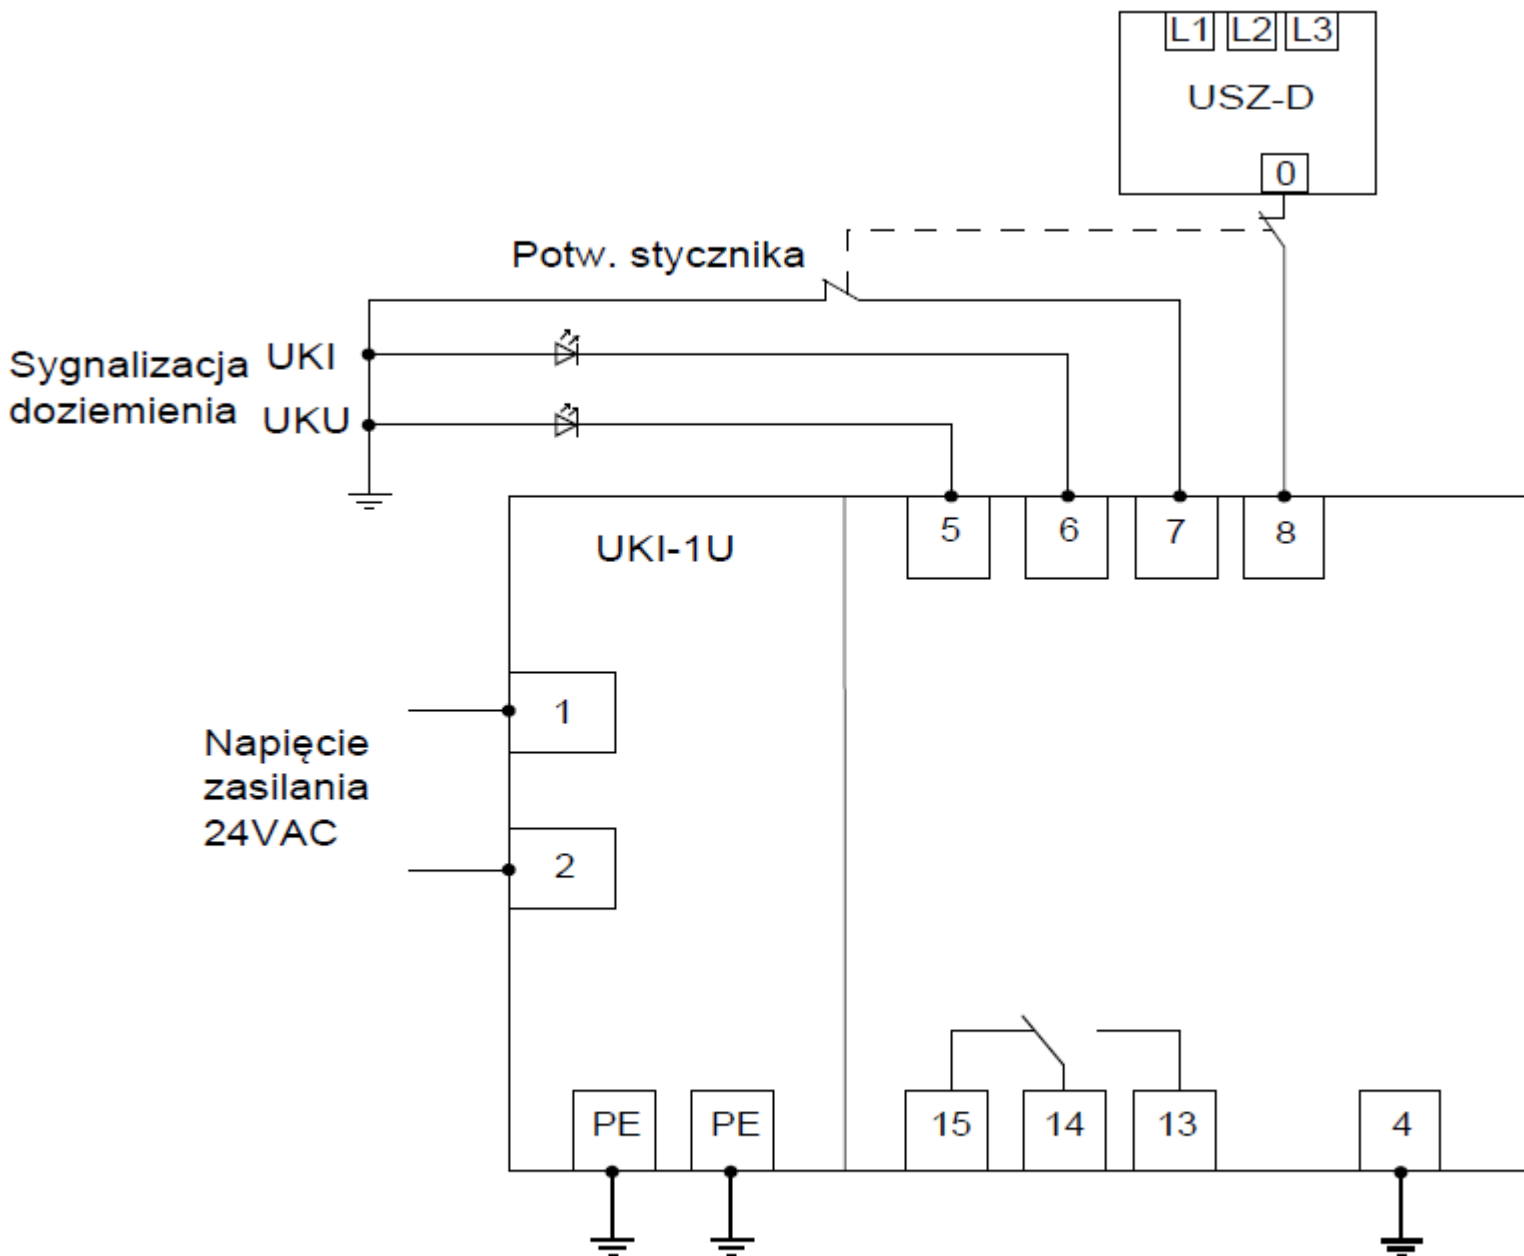 L1 L2 L3
USZ-D
0
Potw. stycznika
Sygnalizacja
doziemienia
UKI
UKU
5 6 7 8
UKI-1U
1
Napięcie
zasilania
24VAC
2
PE PE 15 14 13 4